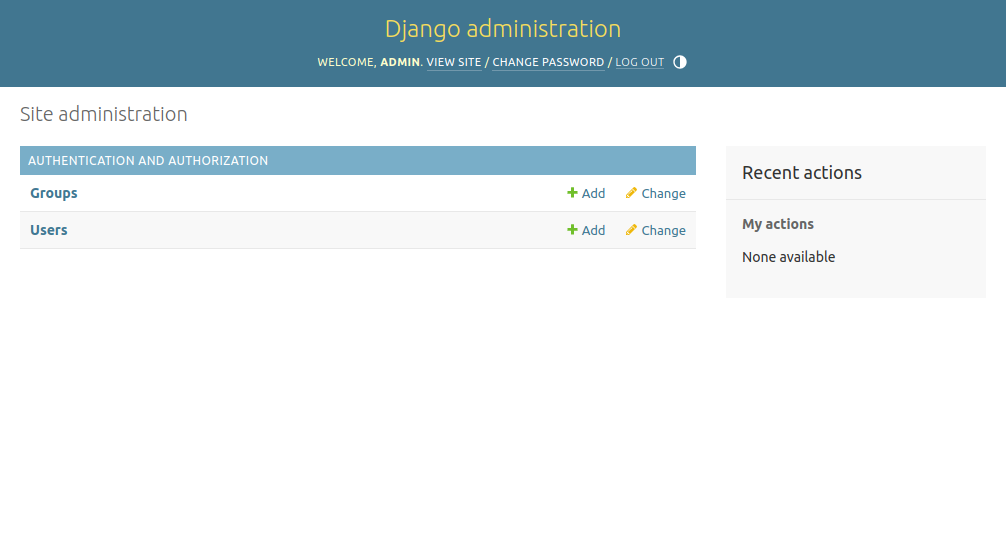 Django administration
WELCOME, ADMIN. VIEW SITE / CHANGE PASSWORD / LOG OUT
Site administration
AUTHENTICATION AND AUTHORIZATION
Groups Add Change
Users Add Change
Recent actions
My actions
None available